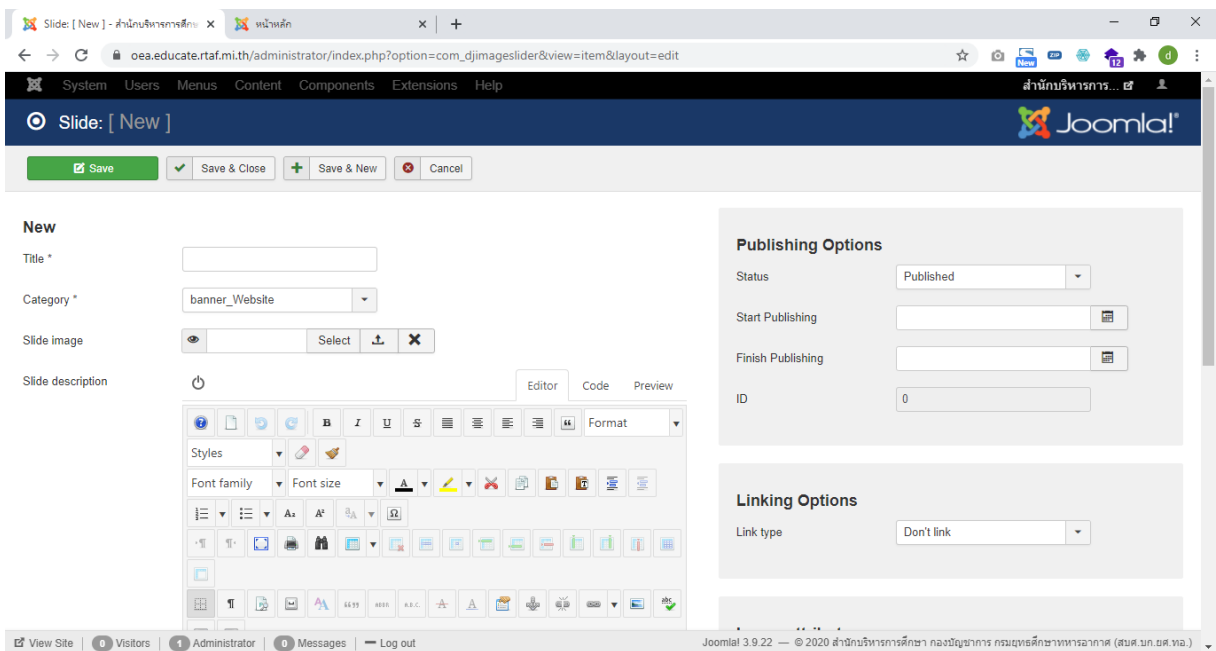 Slide: [ New ] - สำนักบริหารการศึกษ
หน้าหลัก
oea.educate.rtaf.mi.th/administrator/index.php?option=com_djimageslider&view=item&layout=edit
New
ZIP
12
d
System Users Menus Content Components Extensions Help
สำนักบริหารการ...
Slide: [ New ]
Joomla!®
Save
Save & Close
Save & New
Cancel
New
Title *
Category *
banner_Website
Slide image
Select
Slide description
Editor
Code
Preview
B I U S
Format
Styles
Font family
Font size
A
Publishing Options
Status
Published
Start Publishing
Finish Publishing
ID
0
Linking Options
Link type
Don't link
View Site
0 Visitors
1 Administrator
0 Messages
Log out
Joomla! 3.9.22 — © 2020 สำนักบริหารการศึกษา กองบัญชาการ กรมยุทธศึกษาทหารอากาศ (สบศ.บก.ยศ.ทอ.)